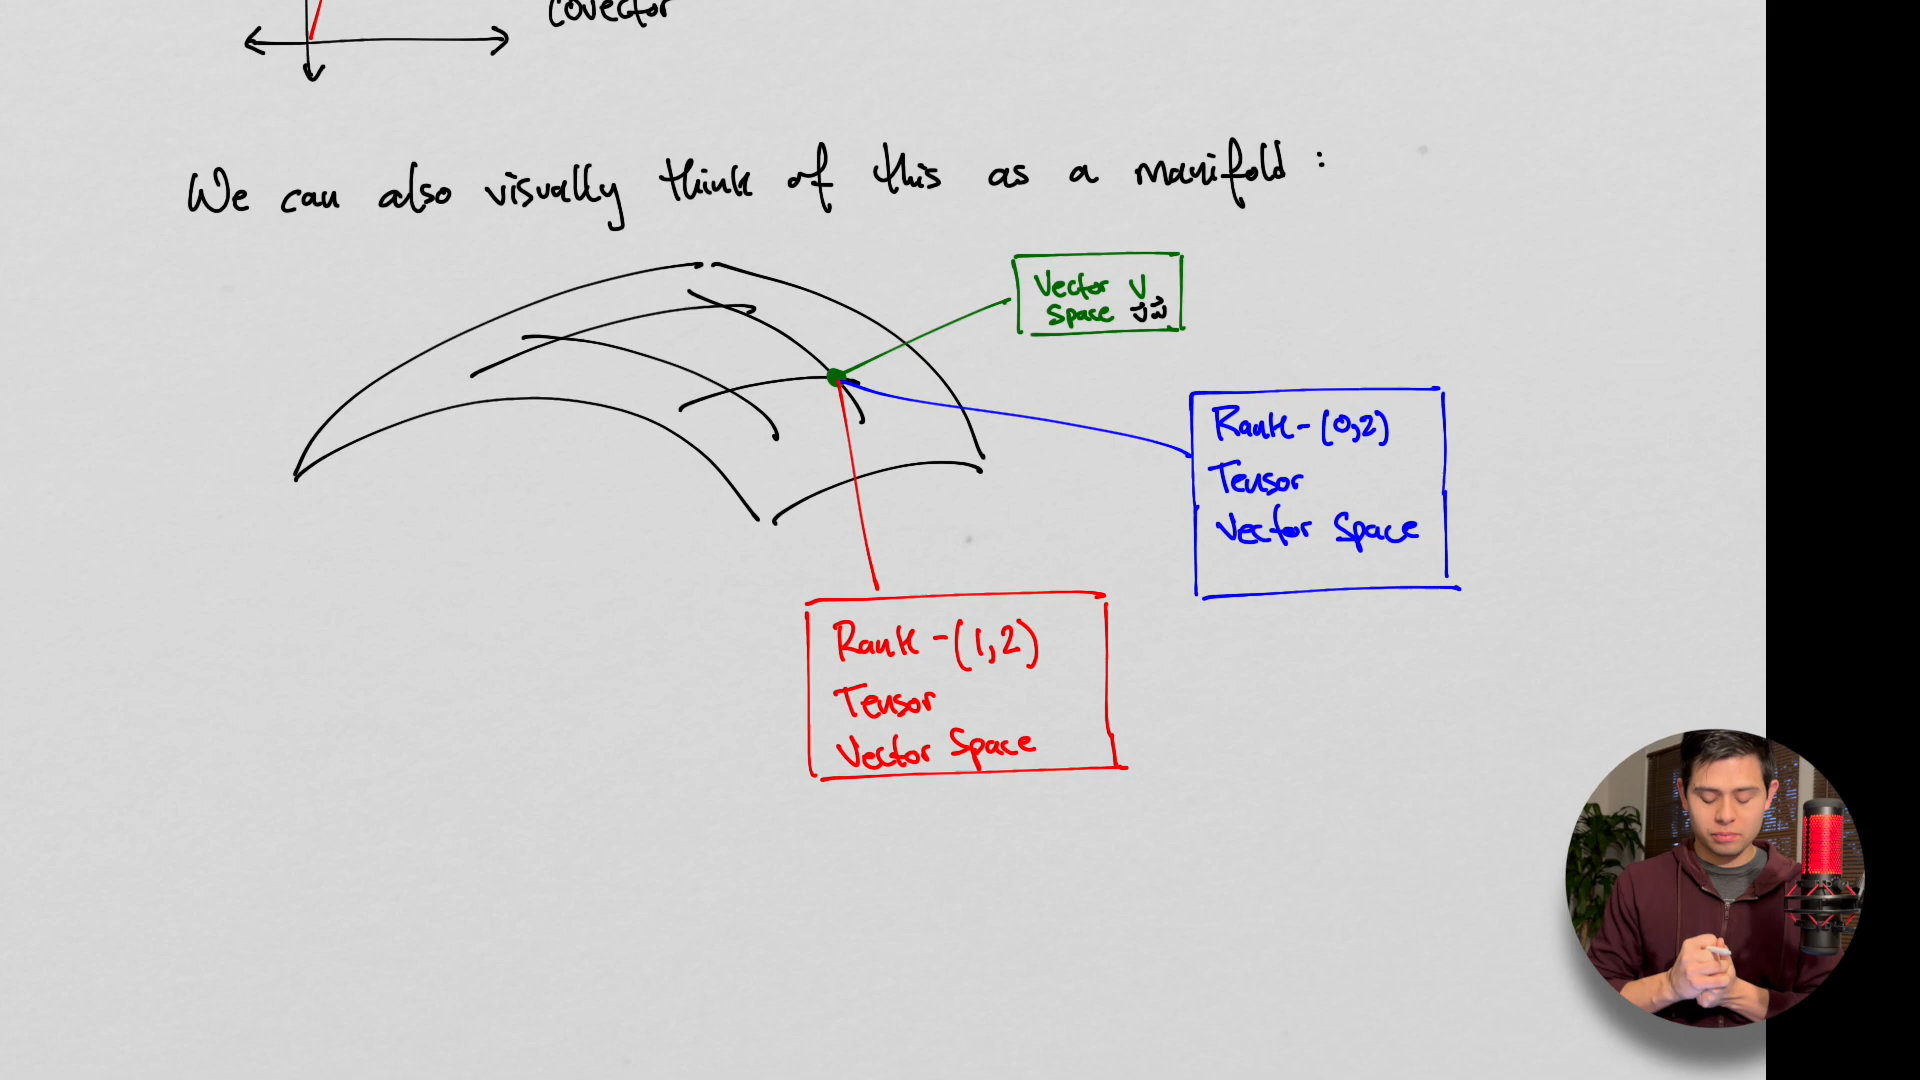 covector
We can also visually think of this as a manifold :
Vector V
Space
Rank-(0,2)
Tensor
Vector Space
Rank-(1,2)
Tensor
Vector Space